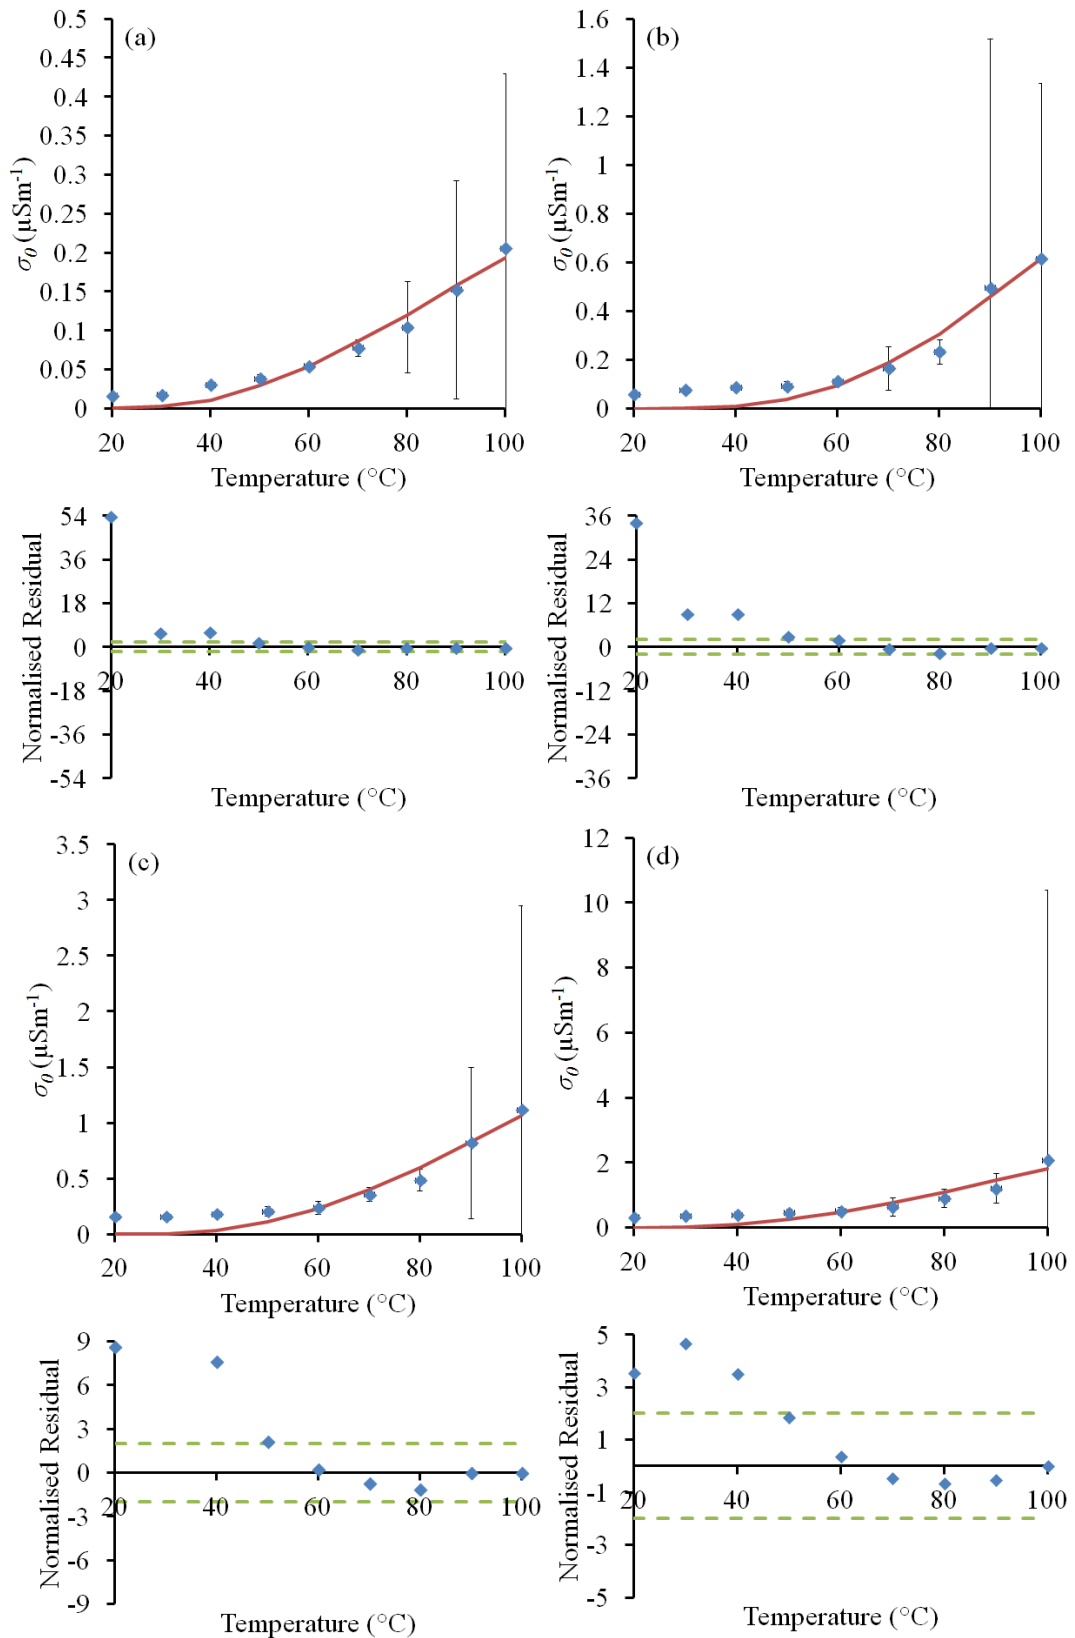 (a)
0.5
0.45
0.4
0.35
0.3
0.25
0.2
0.15
0.1
0.05
0
σ0 (µSm-1)
20 40 60 80 100
Temperature (°C)
(b)
1.6
1.4
1.2
1
0.8
0.6
0.4
0.2
0
σ0 (µSm-1)
20 40 60 80 100
Temperature (°C)
54
36
18
0
-18
-36
-54
Normalised Residual
20 40 60 80 100
Temperature (°C)
36
24
12
0
-12
-24
-36
Normalised Residual
20 40 60 80 100
Temperature (°C)
(c)
3.5
3
2.5
2
1.5
1
0.5
0
σ0 (µSm-1)
20 40 60 80 100
Temperature (°C)
(d)
12
10
8
6
4
2
0
σ0 (µSm-1)
20 40 60 80 100
Temperature (°C)
9
6
3
0
-3
-6
-9
Normalised Residual
20 40 60 80 100
Temperature (°C)
5
3
1
-1
-3
-5
Normalised Residual
20 40 60 80 100
Temperature (°C)